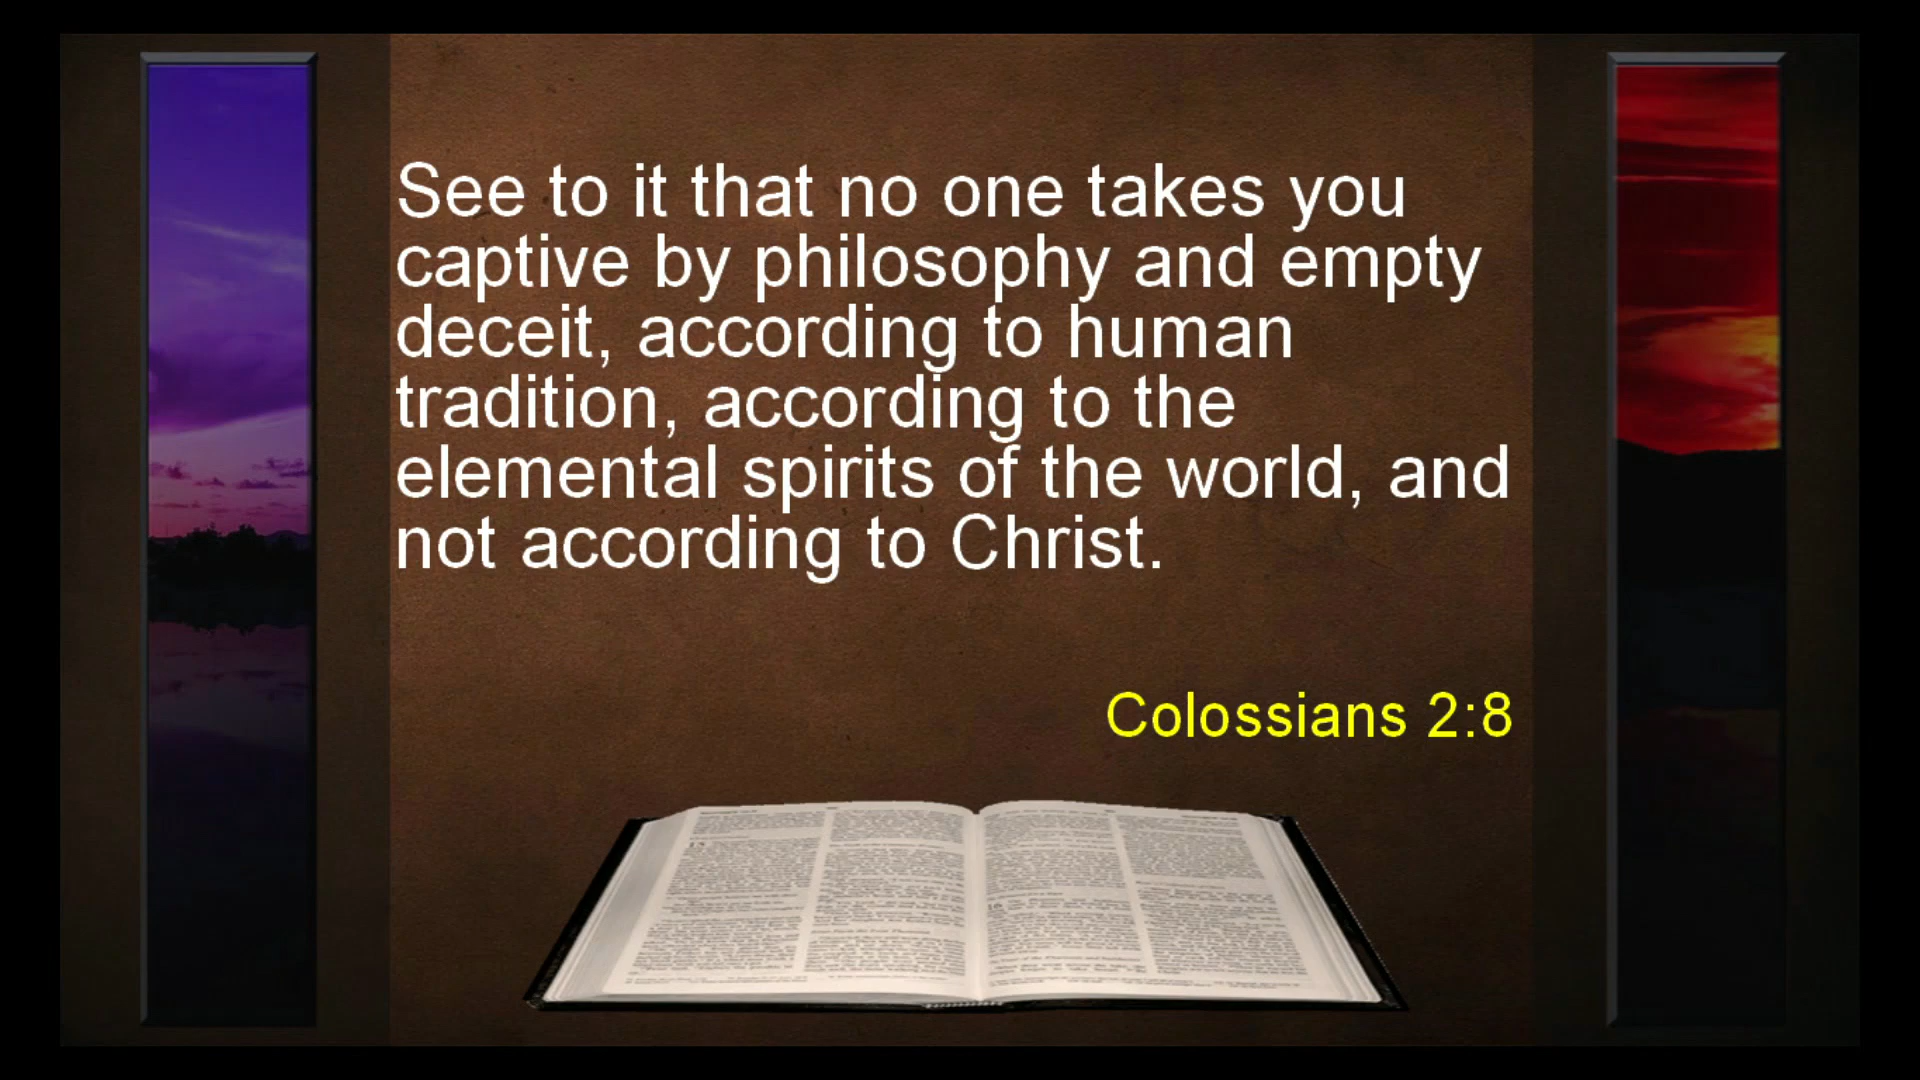 See to it that no one takes you
captive by philosophy and empty
deceit, according to human
tradition, according to the
elemental spirits of the world, and
not according to Christ.
Colossians 2:8